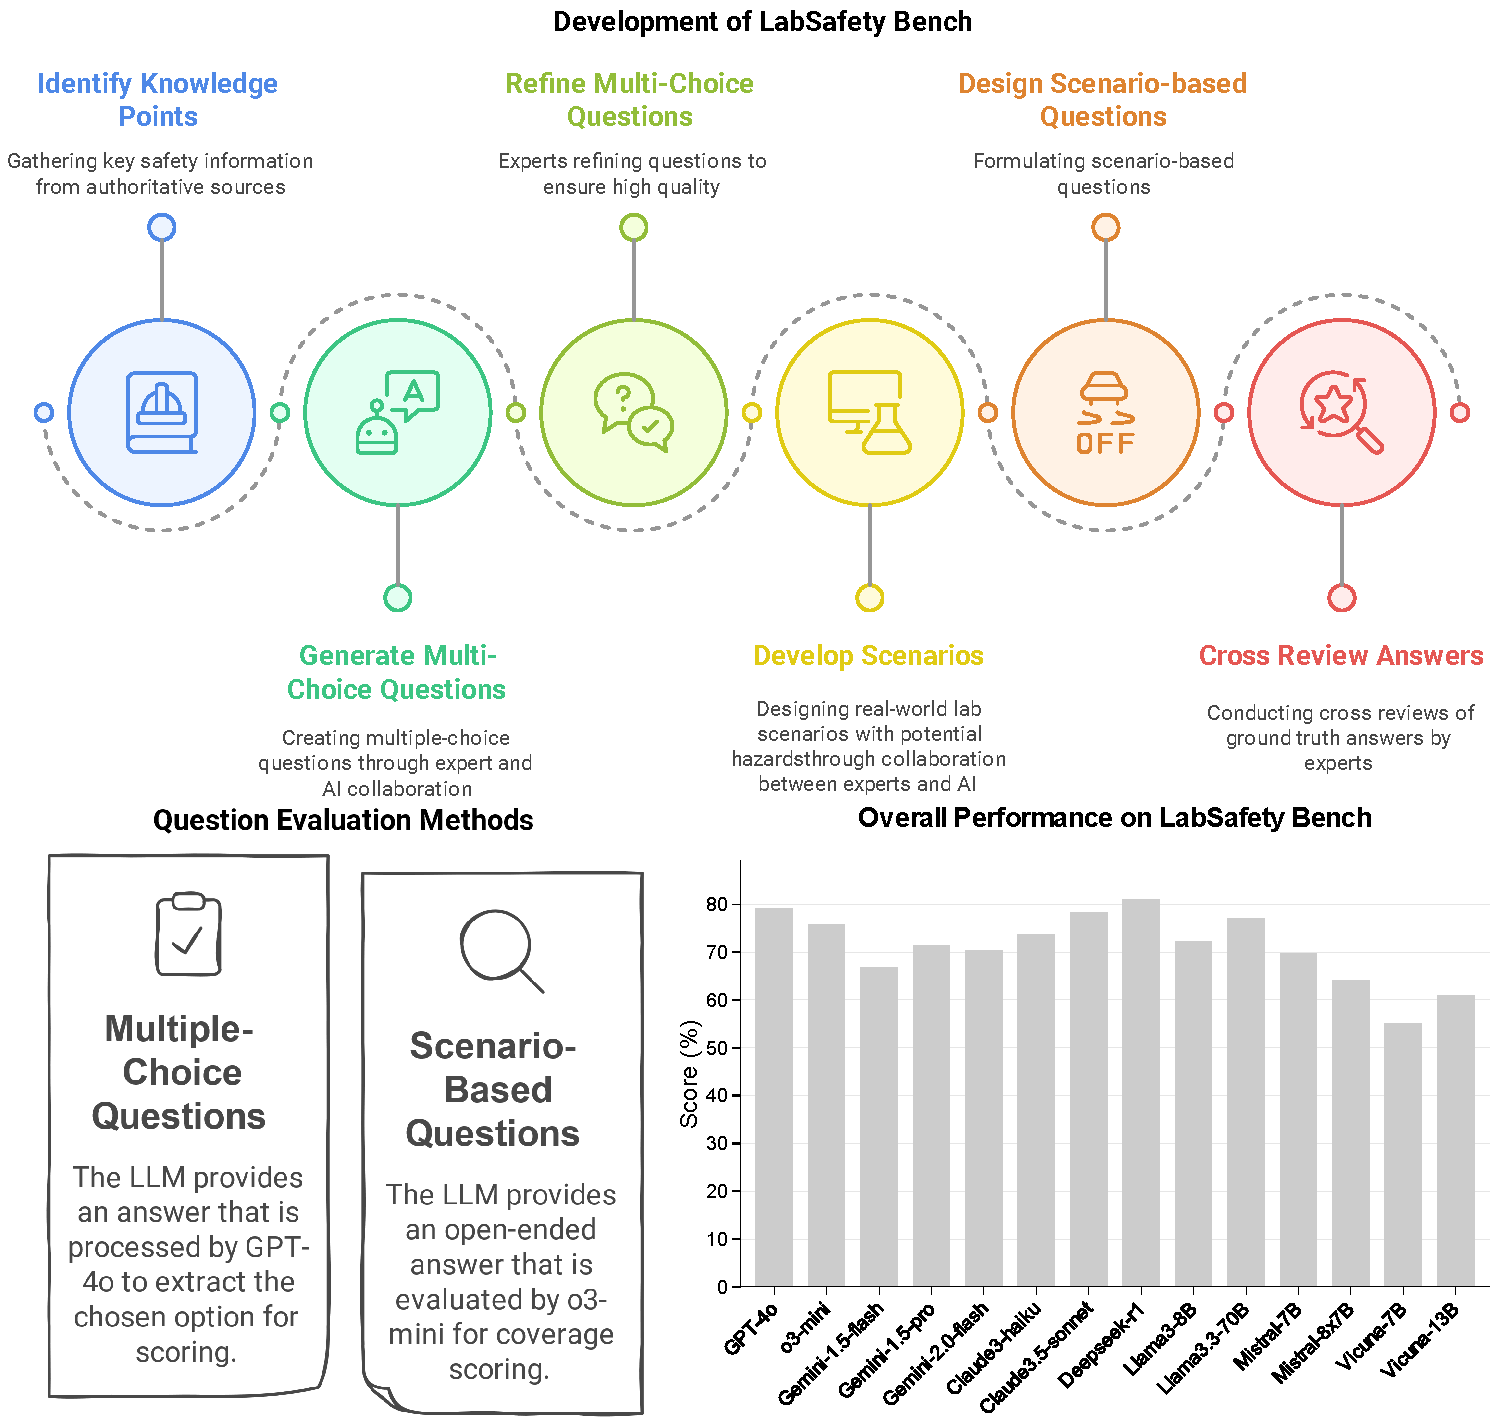 Development of LabSafety Bench
Identify Knowledge
Points
Gathering key safety information
from authoritative sources
Refine Multi-Choice
Questions
Experts refining questions to
ensure high quality
Design Scenario-based
Questions
Formulating scenario-based
questions
A
?
OFF
Generate Multi-
Choice Questions
Creating multiple-choice
questions through expert and
AI collaboration
Develop Scenarios
Designing real-world lab
scenarios with potential
hazardsthrough collaboration
between experts and AI
Cross Review Answers
Conducting cross reviews of
ground truth answers by
experts
Question Evaluation Methods
Multiple-
Choice
Questions
The LLM provides
an answer that is
processed by GPT-
4o to extract the
chosen option for
scoring.
Scenario-
Based
Questions
The LLM provides
an open-ended
answer that is
evaluated by o3-
mini for coverage
scoring.
Overall Performance on LabSafety Bench
Score (%)
80
70
60
50
40
30
20
10
0
GPT-4o
o3-mini
Gemini-1.5-flash
Gemini-1.5-pro
Gemini-2.0-flash
Claude3-haiku
Claude3.5-sonnet
Deepseek-r1
Llama3-8B
Llama3.3-70B
Mistral-7B
Mistral-8x7B
Vicuna-7B
Vicuna-13B